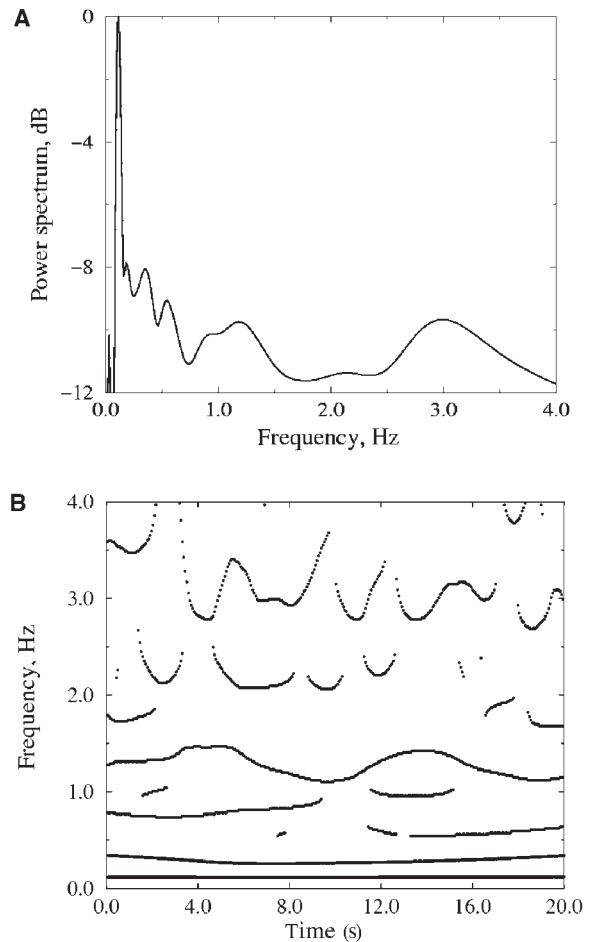 A
0
−4
−8
−12
Power spectrum, dB
0.0 1.0 2.0 3.0 4.0
Frequency, Hz
B
4.0
3.0
2.0
1.0
0.0
Frequency, Hz
0.0 4.0 8.0 12.0 16.0 20.0
Time (s)